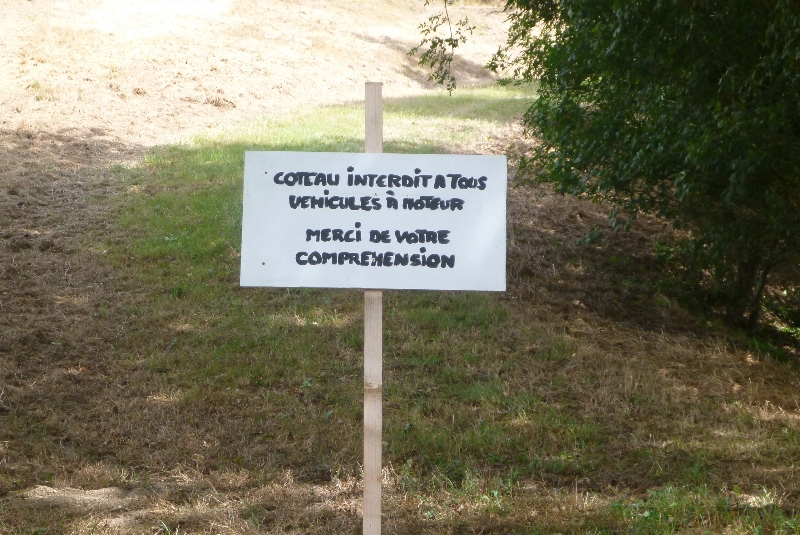 COTEAU INTERDIT A TOUS
VEHICULES À MOTEUR
MERCI DE VOTRE
COMPREHENSION